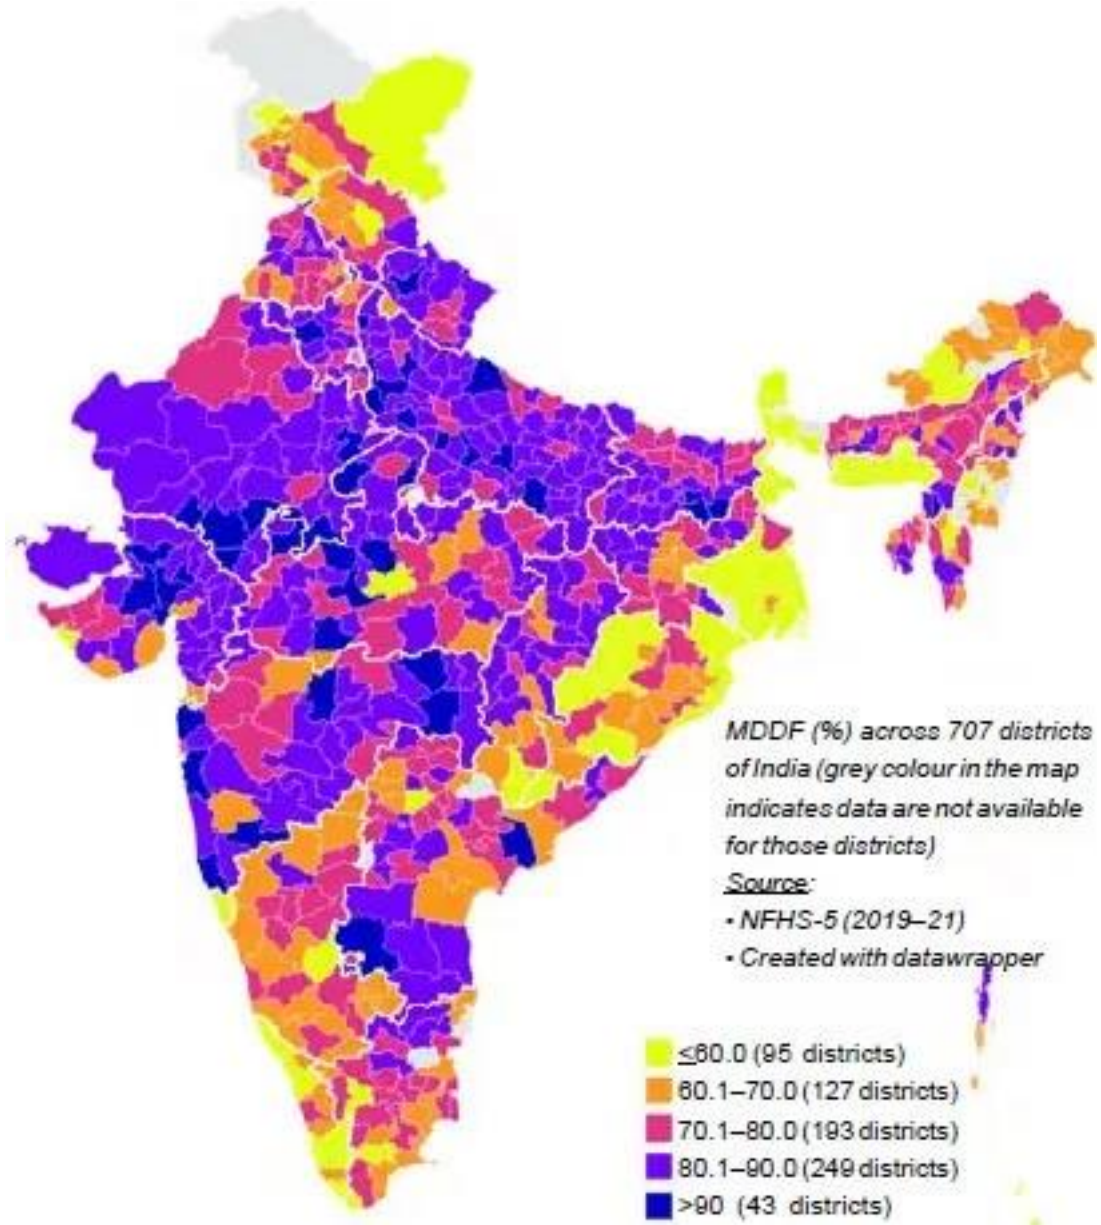 MDDF (%) across 707 districts
of India (grey colour in the map
indicates data are not available
for those districts)
Source:
• NFHS-5 (2019–21)
• Created with datawrapper
≤60.0 (95 districts)
60.1–70.0 (127 districts)
70.1–80.0 (193 districts)
80.1–90.0 (249 districts)
>90 (43 districts)